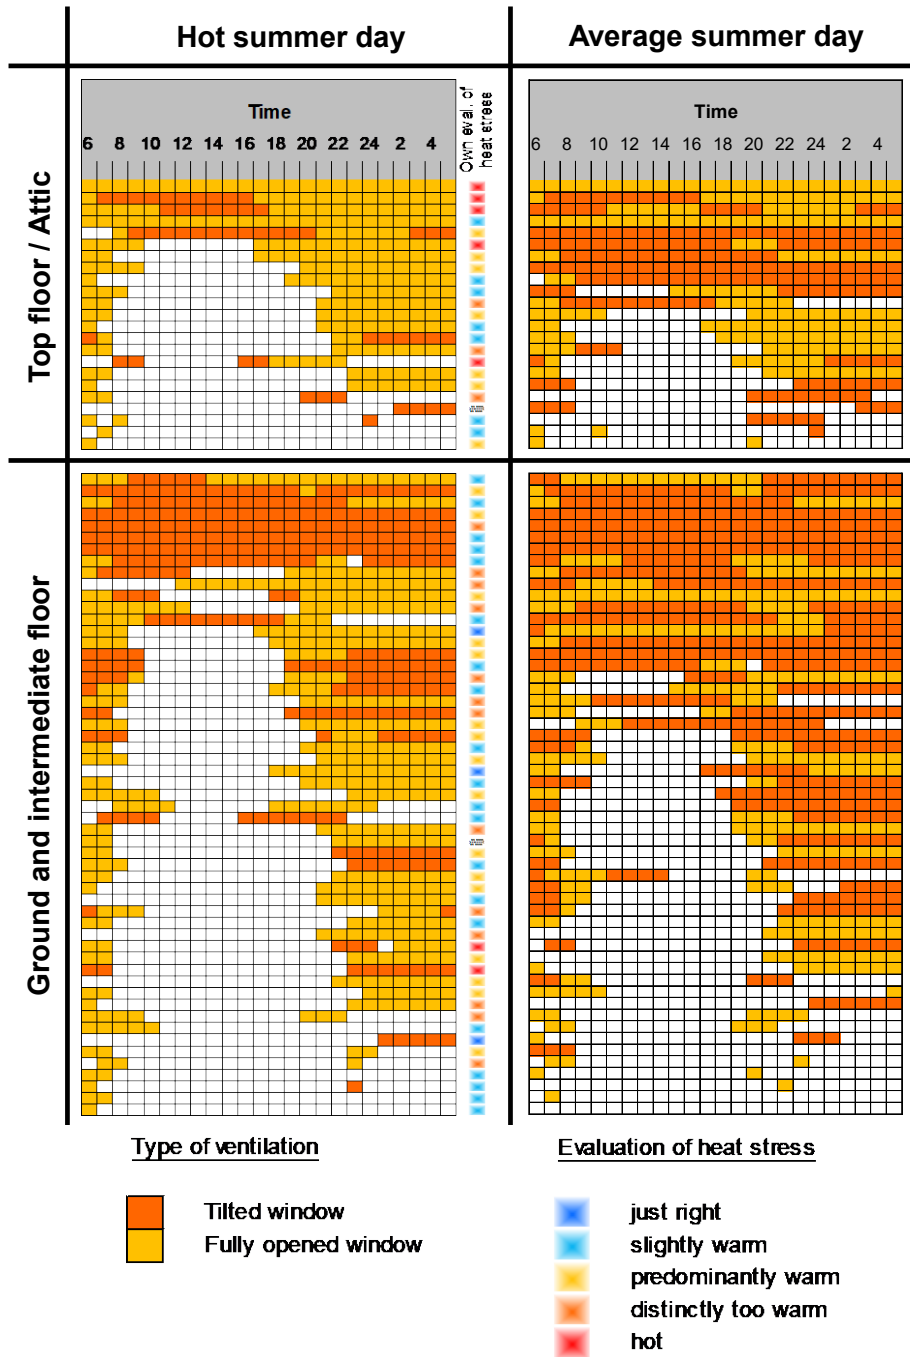 Hot summer day
Average summer day
Top floor / Attic
Time
6 8 10 12 14 16 18 20 22 24 2 4
Own eval. of
heat stress
Time
6 8 10 12 14 16 18 20 22 24 2 4
Ground and intermediate floor
Type of ventilation
Tilted window
Fully opened window
Evaluation of heat stress
just right
slightly warm
predominantly warm
distinctly too warm
hot